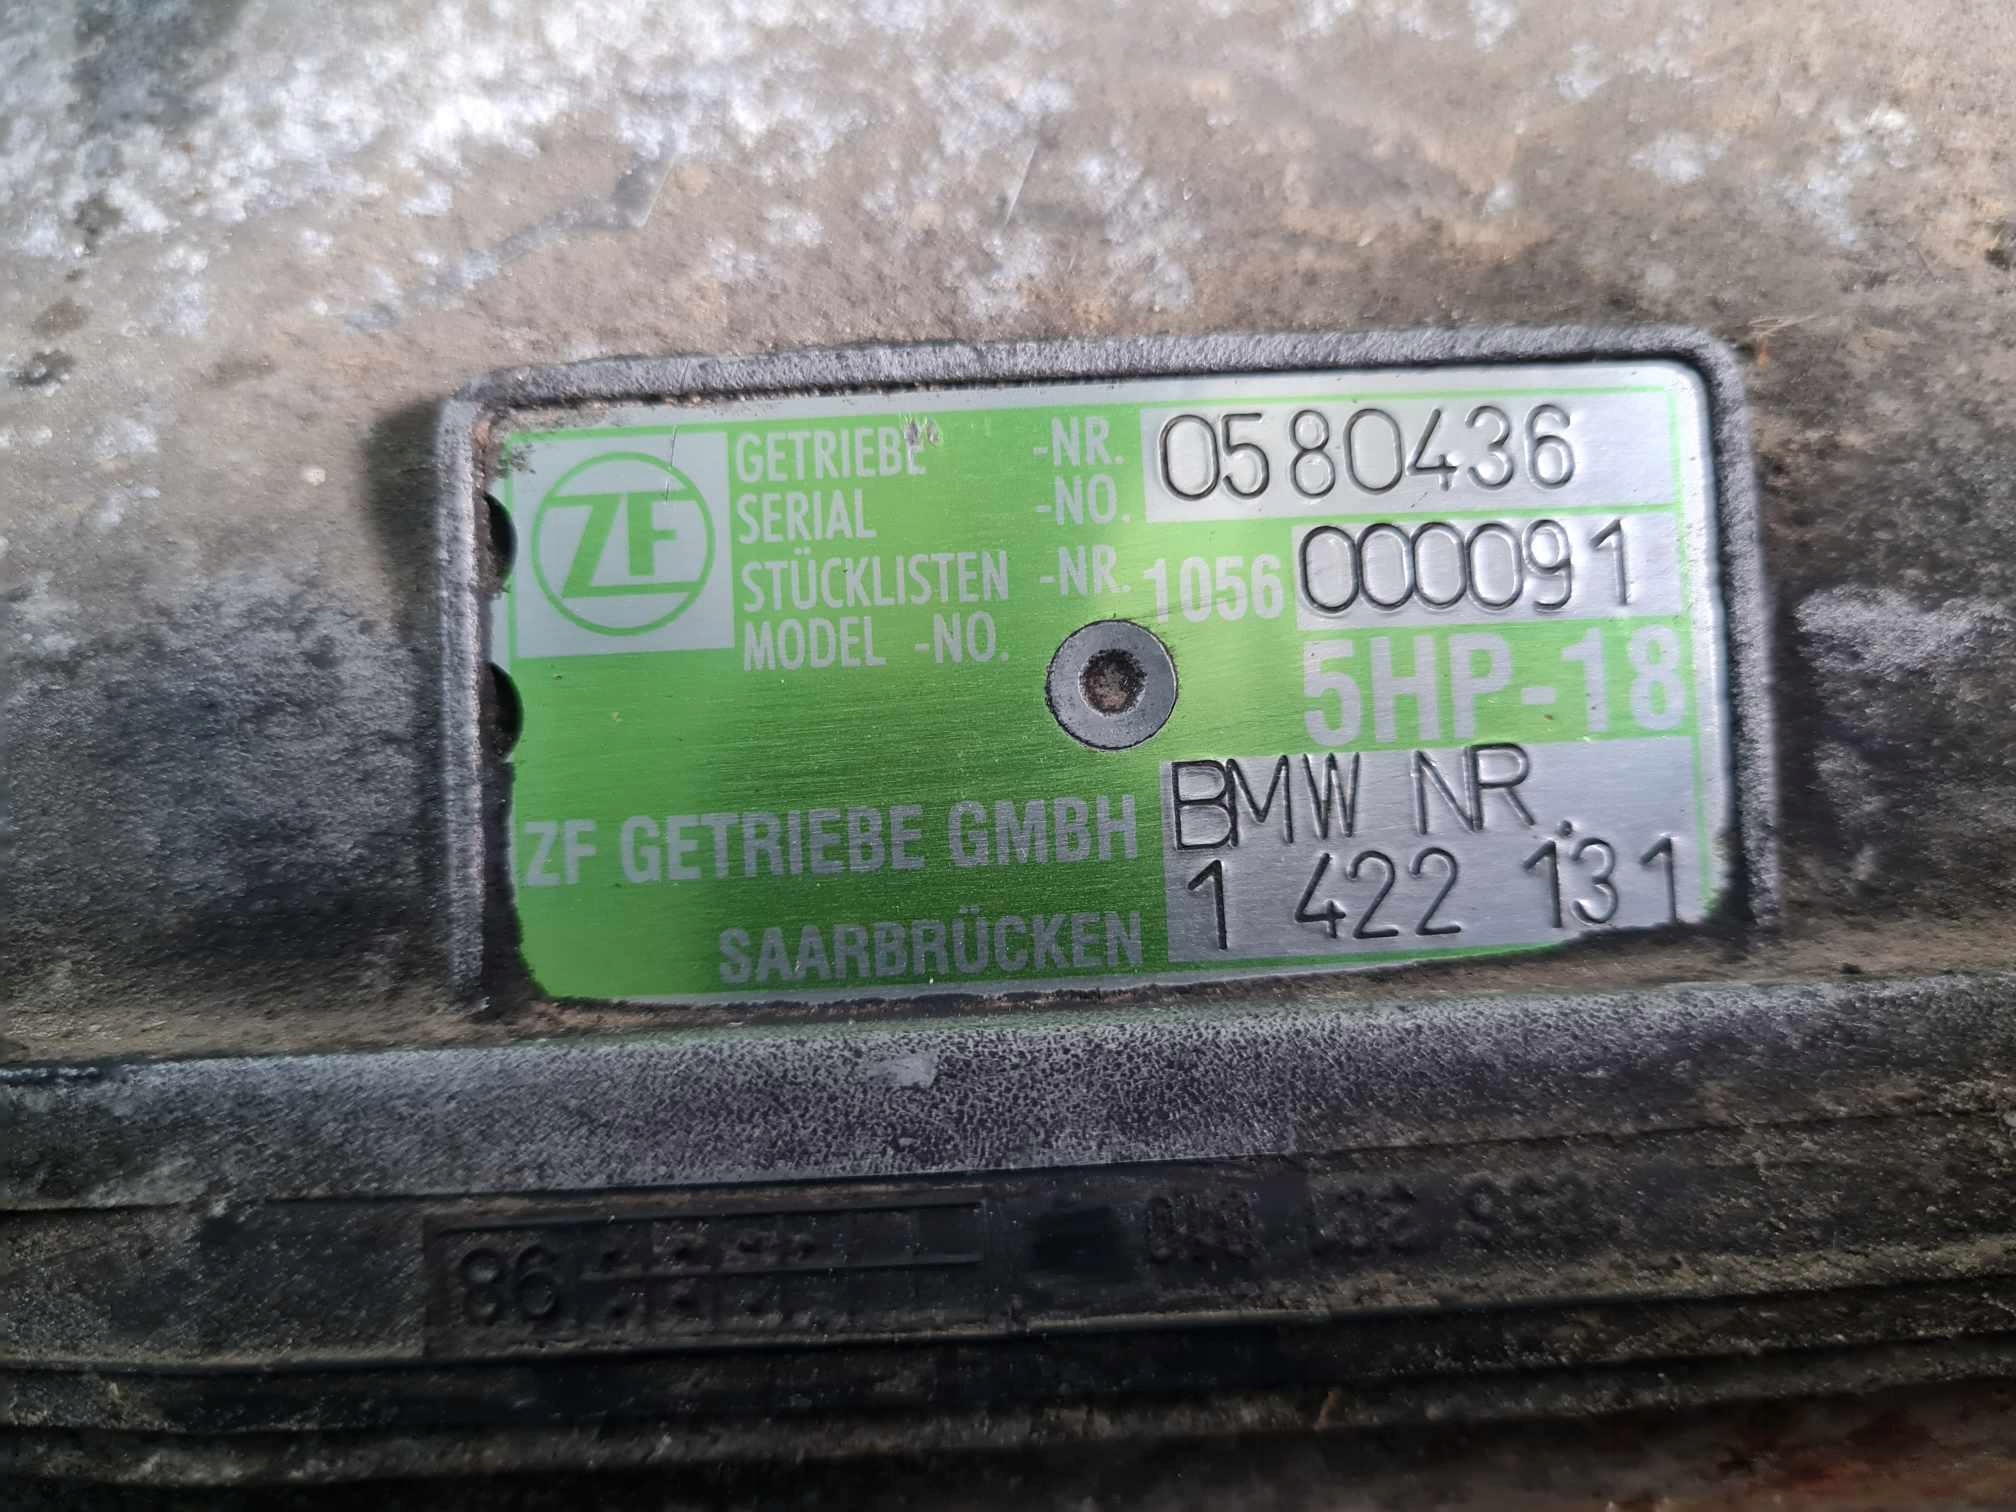 ZF
GETRIEBE -NR. 0580436
SERIAL -NO.
STÜCKLISTEN -NR. 1056 000091
MODEL -NO.
5HP-18
BMW NR.
ZF GETRIEBE GMBH
1 422 131
SAARBRÜCKEN
86